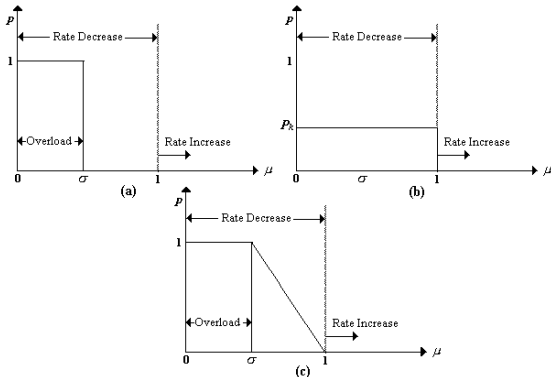 p
Rate Decrease
1
Overload
Rate Increase
0
σ
1
μ
(a)
p
Rate Decrease
1
Pk
Rate Increase
0
σ
1
μ
(b)
p
Rate Decrease
1
Overload
Rate Increase
0
σ
1
μ
(c)